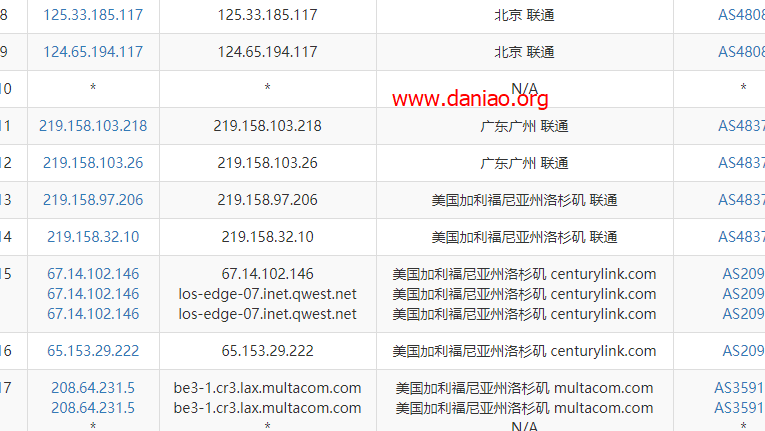 8 125.33.185.117 125.33.185.117 北京 联通 AS4808
9 124.65.194.117 124.65.194.117 北京 联通 AS4808
10 * * N/A *
www.daniao.org
11 219.158.103.218 219.158.103.218 广东广州 联通 AS4837
12 219.158.103.26 219.158.103.26 广东广州 联通 AS4837
13 219.158.97.206 219.158.97.206 美国加利福尼亚州洛杉矶 联通 AS4837
14 219.158.32.10 219.158.32.10 美国加利福尼亚州洛杉矶 联通 AS4837
15 67.14.102.146 67.14.102.146 美国加利福尼亚州洛杉矶 centurylink.com AS209
67.14.102.146 los-edge-07.inet.qwest.net 美国加利福尼亚州洛杉矶 centurylink.com AS209
67.14.102.146 los-edge-07.inet.qwest.net 美国加利福尼亚州洛杉矶 centurylink.com AS209
16 65.153.29.222 65.153.29.222 美国加利福尼亚州洛杉矶 centurylink.com AS209
17 208.64.231.5 be3-1.cr3.lax.multacom.com 美国加利福尼亚州洛杉矶 multacom.com AS3591
208.64.231.5 be3-1.cr3.lax.multacom.com 美国加利福尼亚州洛杉矶 multacom.com AS3591
* * N/A *